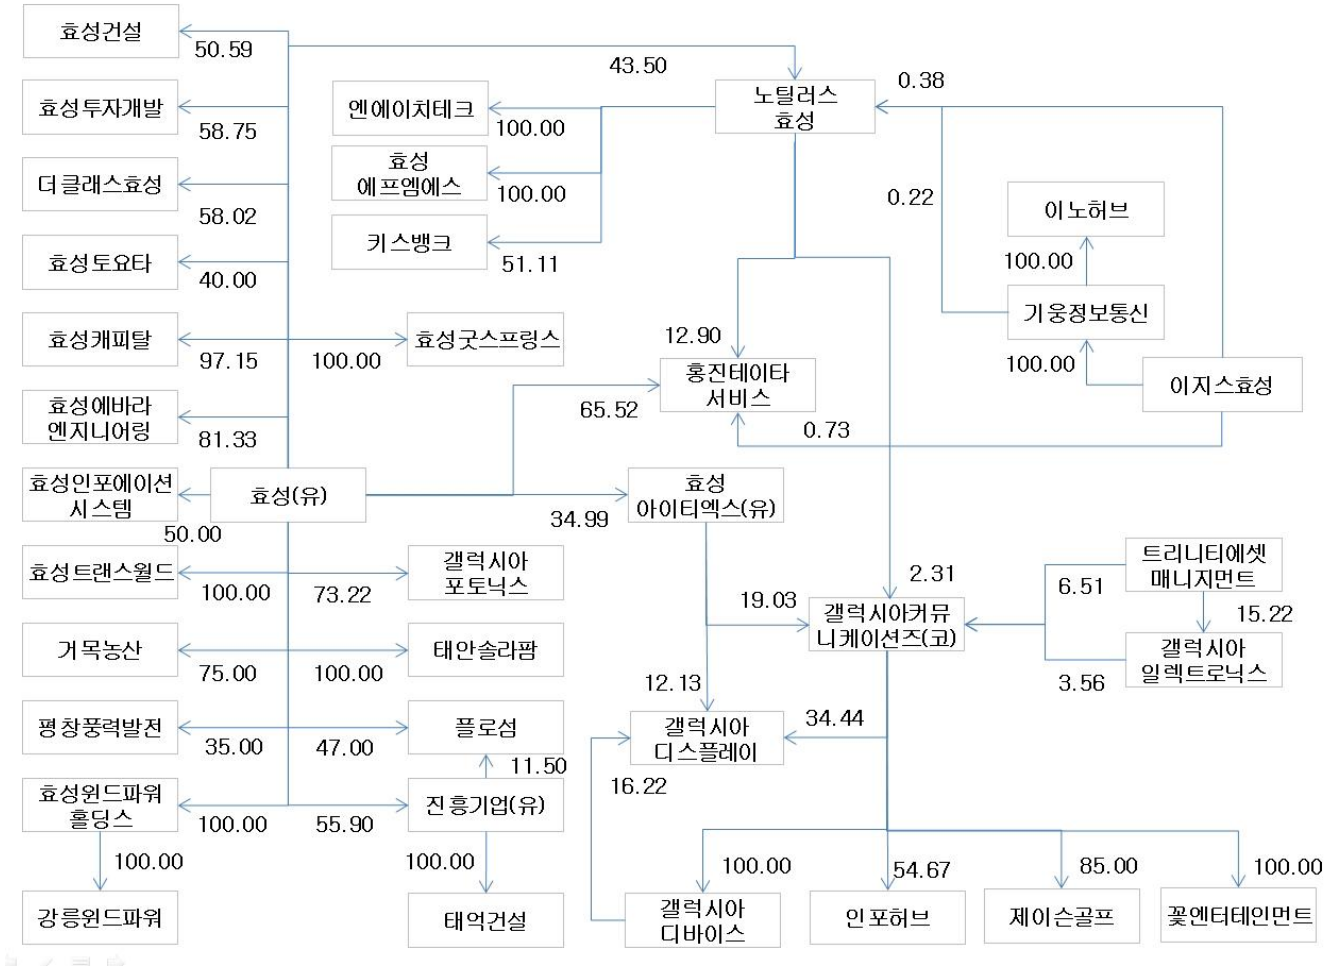 효성건설
50.59
43.50
노틸러스
효성
0.38
효성투자개발
58.75
엔에이치테크
100.00
더클래스효성
58.02
효성
에프엠에스
100.00
0.22
이노허브
효성토요타
40.00
키스뱅크
51.11
100.00
기웅정보통신
효성캐피탈
97.15
100.00
효성굿스프링스
12.90
홍진테이타
서비스
100.00
이지스효성
효성에바라
엔지니어링
81.33
65.52
0.73
효성인포에이션
시스템
50.00
효성(유)
34.99
효성
아이티엑스(유)
효성트랜스월드
100.00
73.22
갤럭시아
포토닉스
2.31
트리니티에셋
매니지먼트
6.51
15.22
19.03
갤럭시아커뮤
니케이션즈(코)
갤럭시아
일렉트로닉스
3.56
거목농산
75.00
100.00
태안솔라팜
12.13
평창풍력발전
35.00
47.00
플로섬
갤럭시아
디스플레이
34.44
11.50
16.22
효성윈드파워
홀딩스
100.00
55.90
진흥기업(유)
100.00
100.00
100.00
54.67
85.00
100.00
강릉윈드파워
태억건설
갤럭시아
디바이스
인포허브
제이슨골프
꽃엔터테인먼트